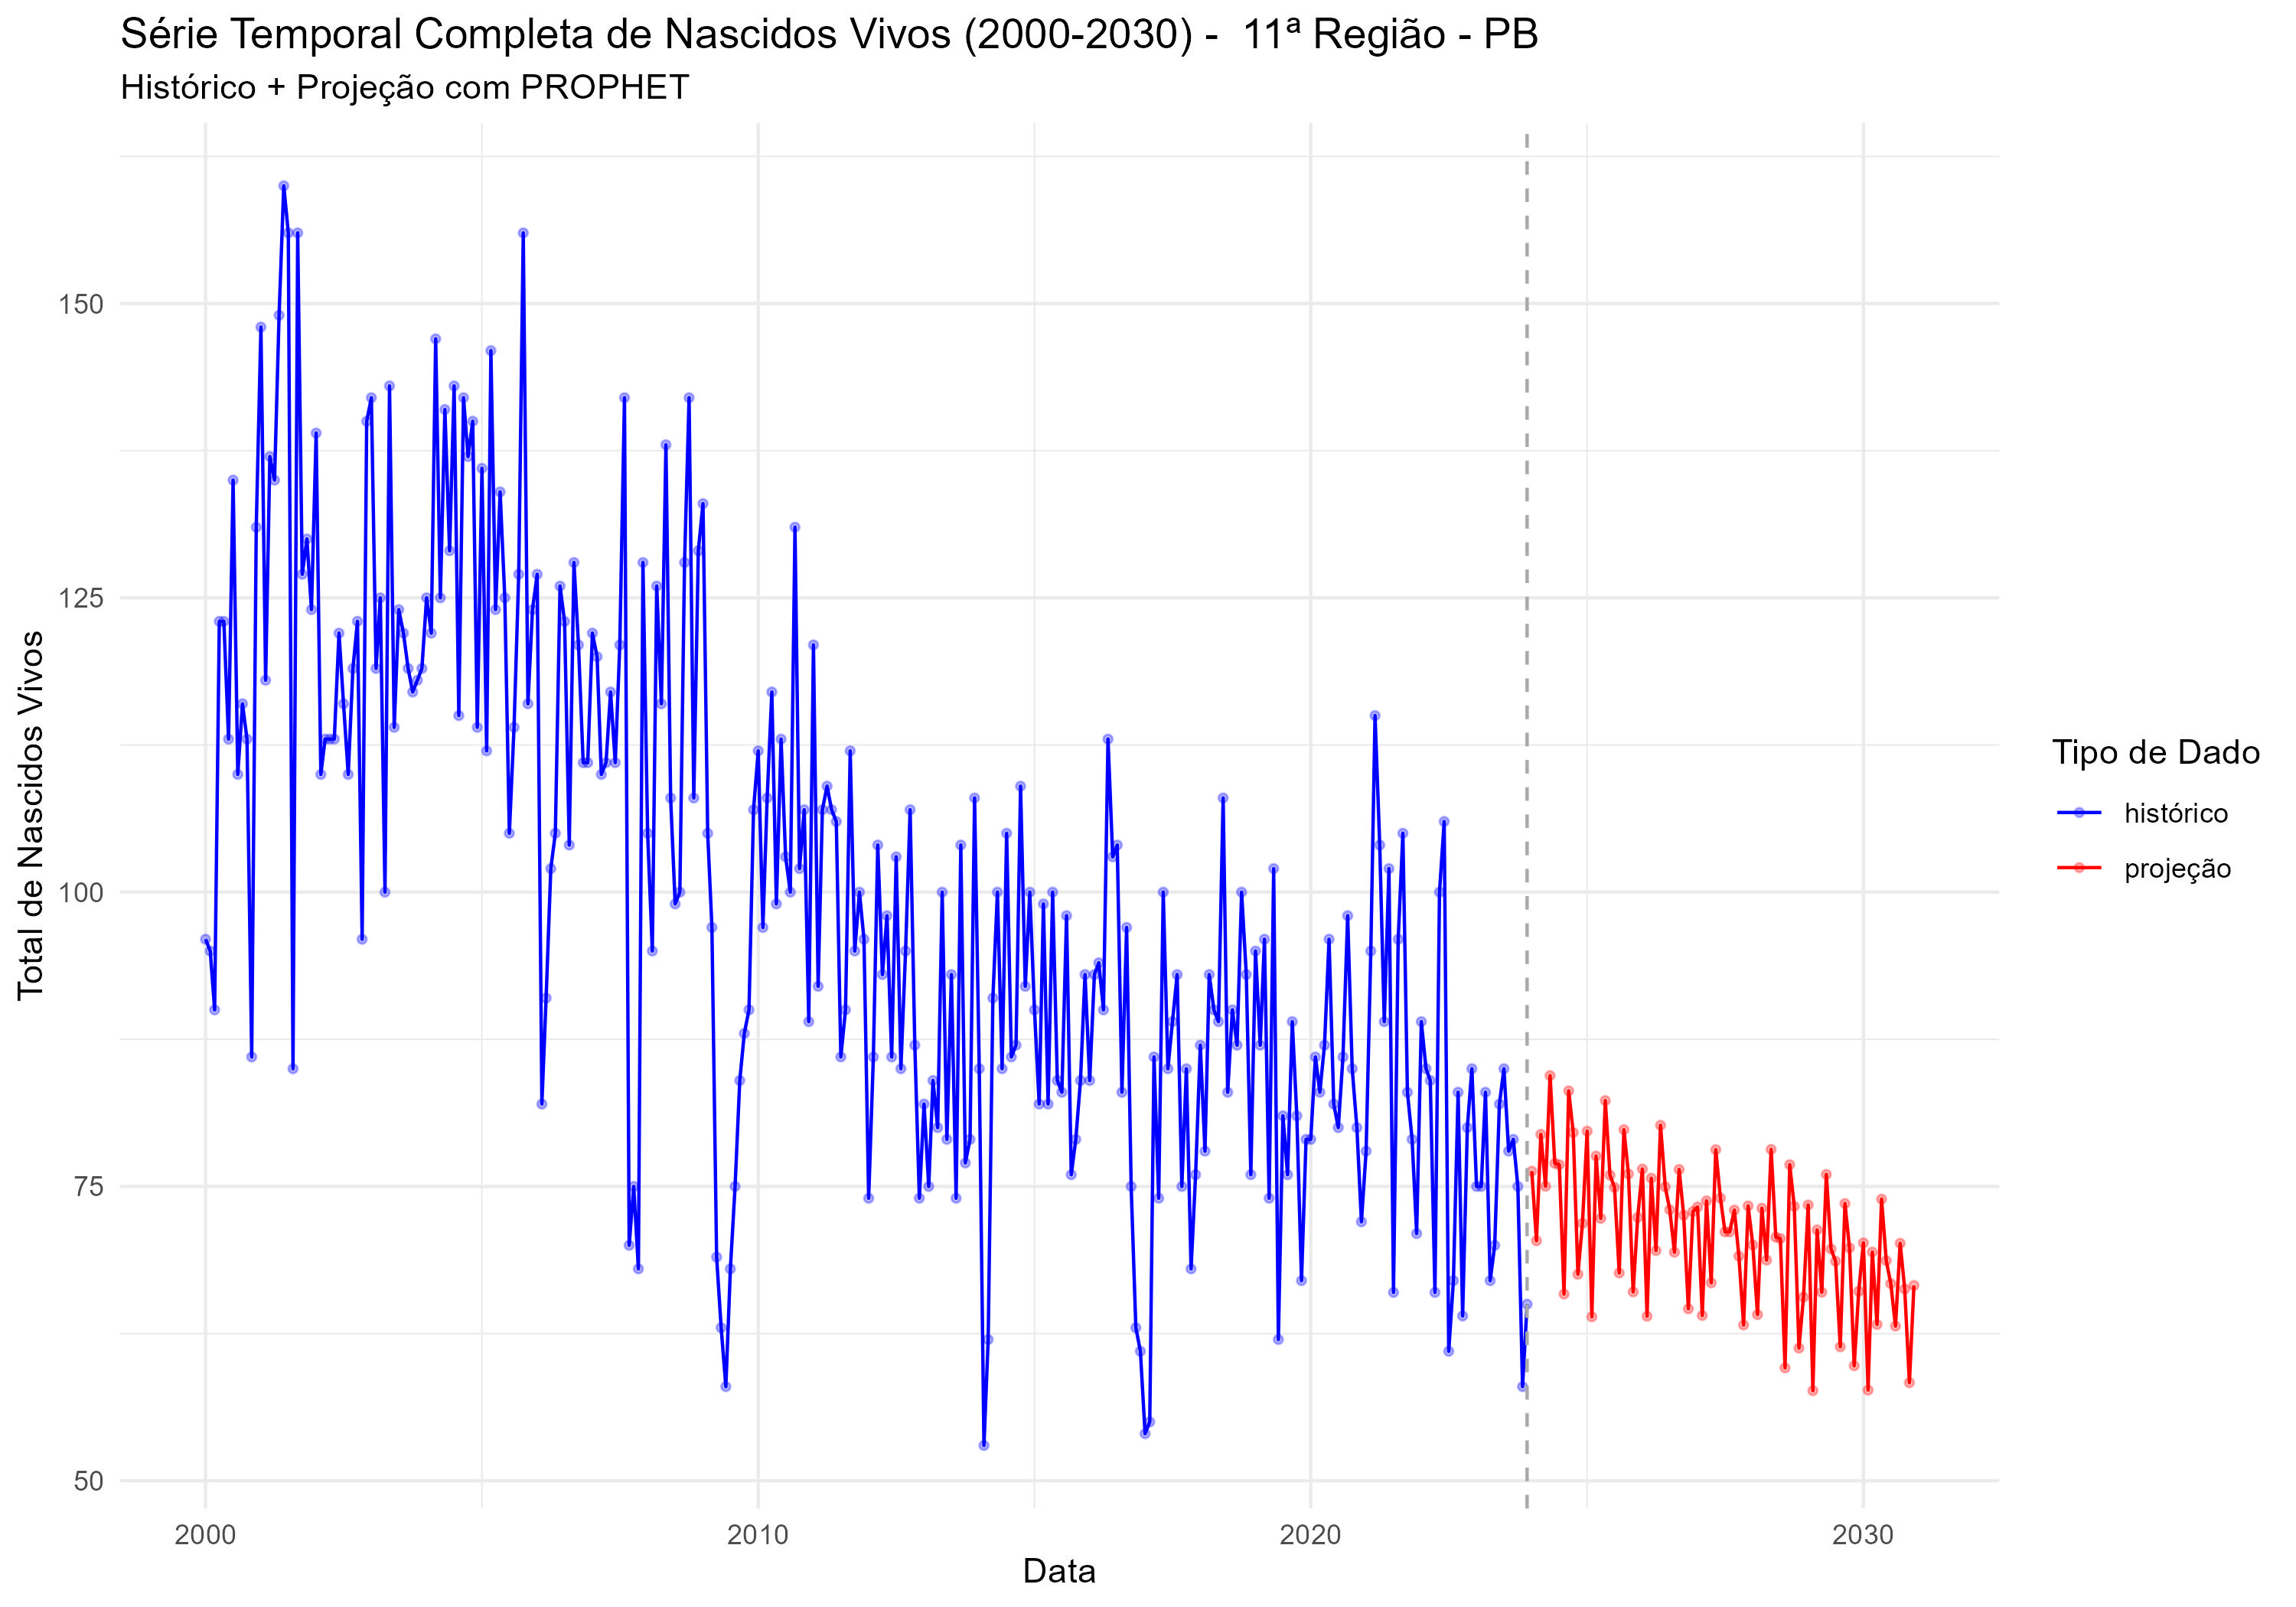 Série Temporal Completa de Nascidos Vivos (2000-2030) -  11ª Região - PB
Histórico + Projeção com PROPHET
Total de Nascidos Vivos
150
125
100
75
50
2000
2010
2020
2030
Data
Tipo de Dado
histórico
projeção